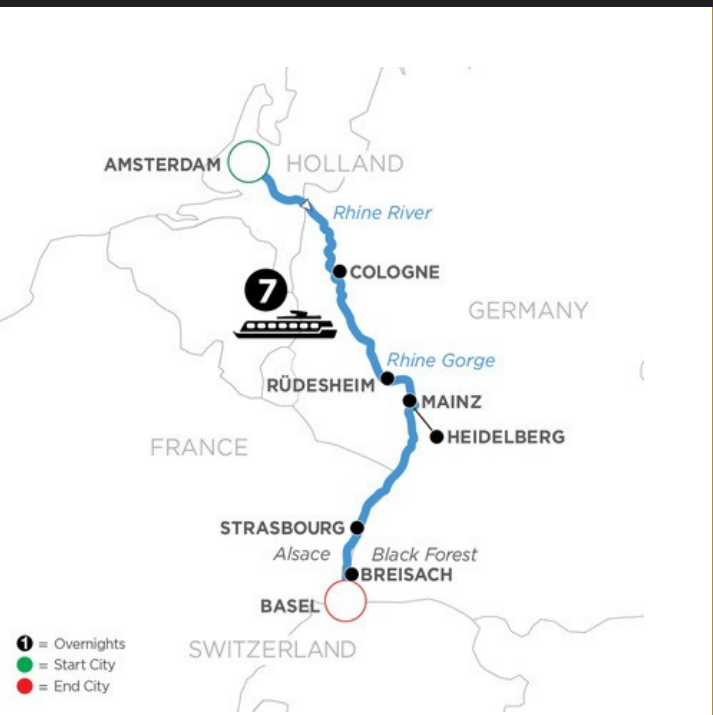 AMSTERDAM
HOLLAND
Rhine River
COLOGNE
7
GERMANY
Rhine Gorge
RÜDESHEIM
MAINZ
HEIDELBERG
FRANCE
STRASBOURG
Alsace
Black Forest
BREISACH
BASEL
SWITZERLAND
1 = Overnights
= Start City
= End City